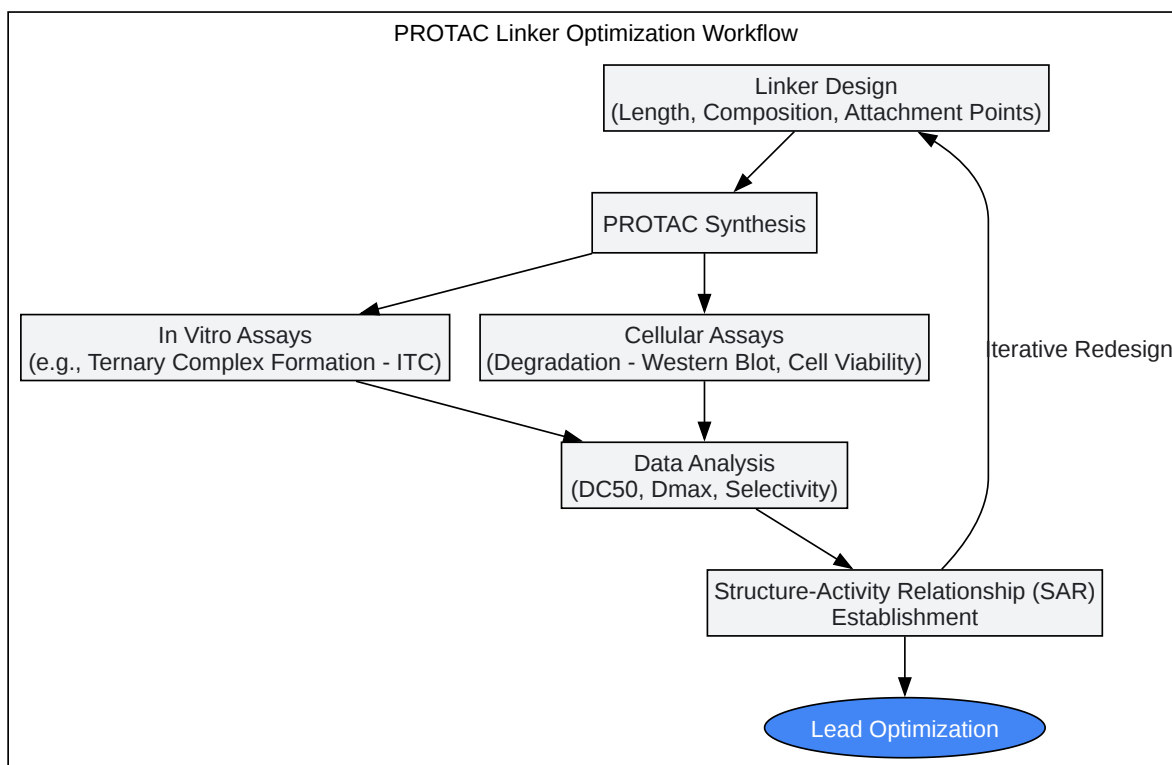 PROTAC Linker Optimization Workflow
Linker Design
(Length, Composition, Attachment Points)
PROTAC Synthesis
In Vitro Assays
(e.g., Ternary Complex Formation - ITC)
Cellular Assays
(Degradation - Western Blot, Cell Viability)
Iterative Redesign
Data Analysis
(DC50, Dmax, Selectivity)
Structure-Activity Relationship (SAR)
Establishment
Lead Optimization